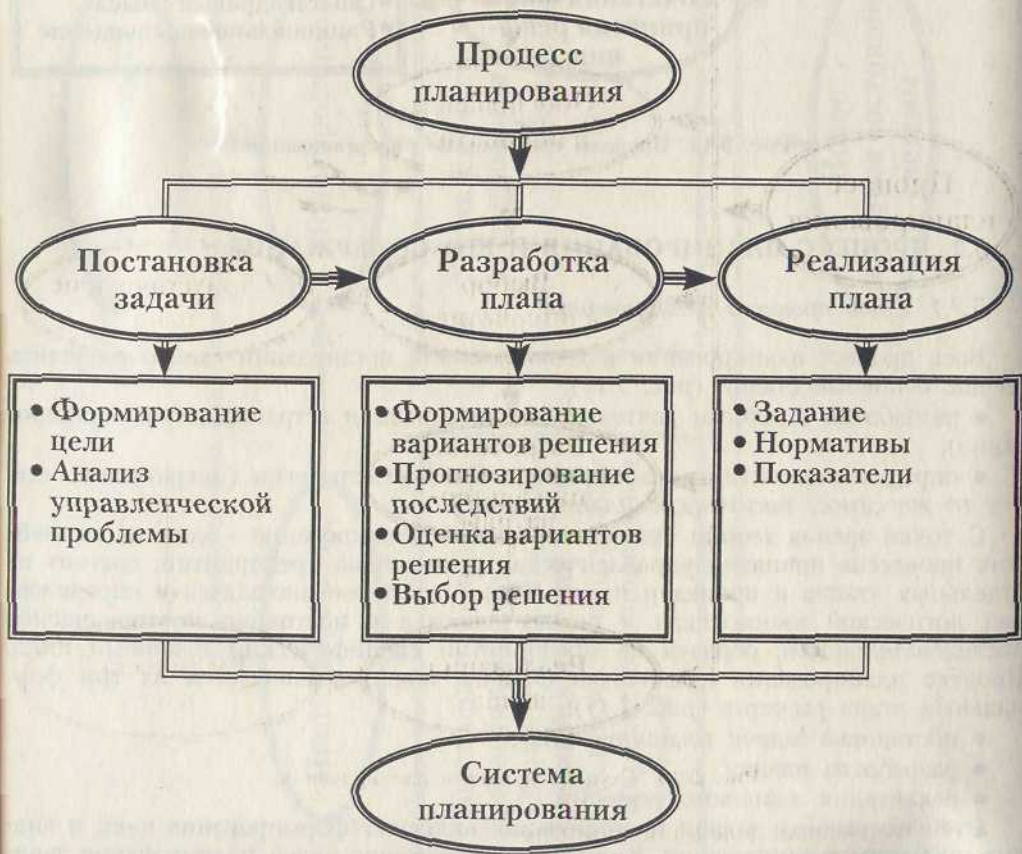 Процесс
планирования
Постановка
задачи
Разработка
плана
Реализация
плана
• Формирование
цели
• Анализ
управленческой
проблемы
• Формирование
вариантов решения
• Прогнозирование
последствий
• Оценка вариантов
решения
• Выбор решения
• Задание
• Нормативы
• Показатели
Система
планирования